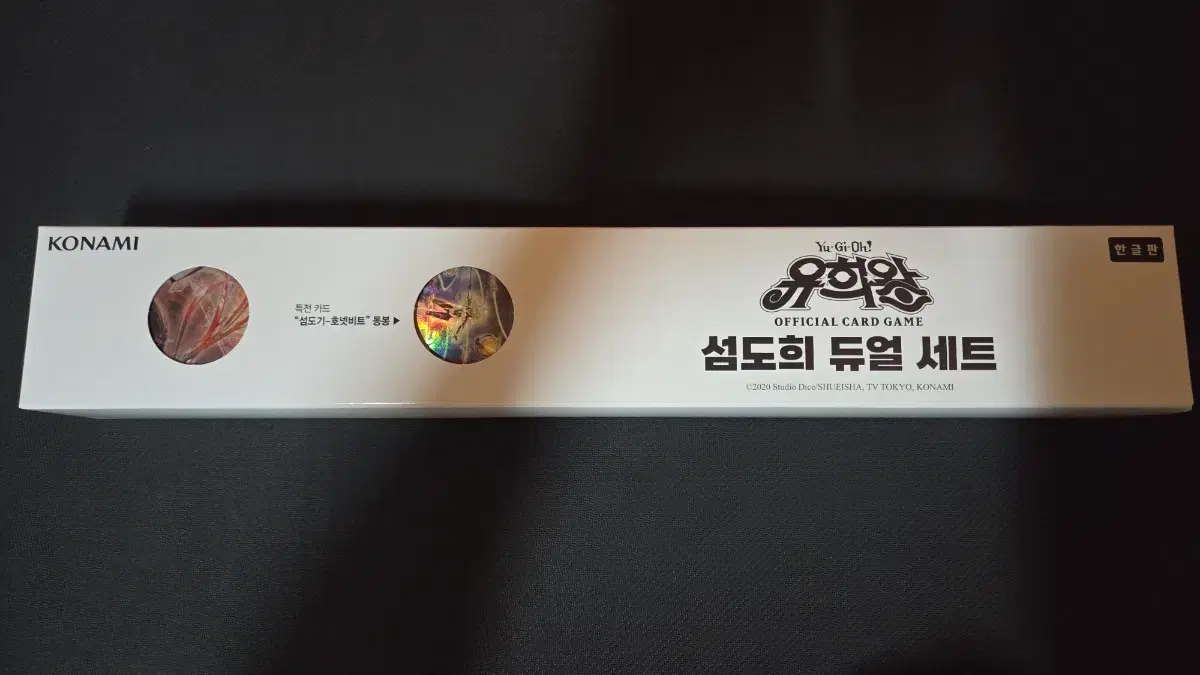 KONAMI
특전 카드
"섬도기-호넷비트" 동봉 ▶
Yu-Gi-Oh!
유희왕
OFFICIAL CARD GAME
섬도희 듀얼 세트
©2020 Studio Dice/SHUEISHA, TV TOKYO, KONAMI
한글판